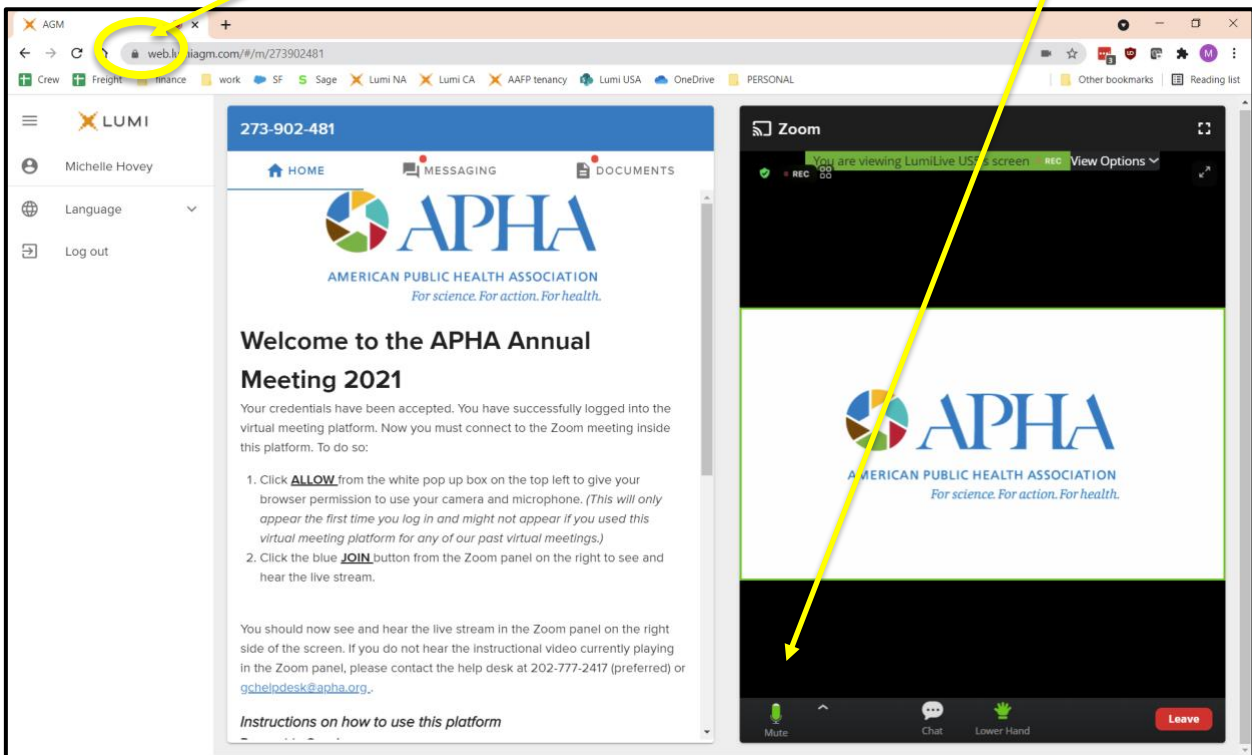 AGM
web.lumiagm.com/#/m/273902481
Crew Freight finance work SF Sage Lumi NA Lumi CA AAFP tenancy Lumi USA OneDrive PERSONAL Other bookmarks Reading list
LUMI
Michelle Hovey
Language
Log out
273-902-481
HOME MESSAGING DOCUMENTS
APHA
AMERICAN PUBLIC HEALTH ASSOCIATION
For science. For action. For health.
Welcome to the APHA Annual
Meeting 2021
Your credentials have been accepted. You have successfully logged into the
virtual meeting platform. Now you must connect to the Zoom meeting inside
this platform. To do so:
1. Click ALLOW from the white pop up box on the top left to give your
browser permission to use your camera and microphone. (This will only
appear the first time you log in and might not appear if you used this
virtual meeting platform for any of our past virtual meetings.)
2. Click the blue JOIN button from the Zoom panel on the right to see and
hear the live stream.
You should now see and hear the live stream in the Zoom panel on the right
side of the screen. If you do not hear the instructional video currently playing
in the Zoom panel, please contact the help desk at 202-777-2417 (preferred) or
gchelpdesk@apha.org .
Instructions on how to use this platform
Zoom
You are viewing LumiLive US5's screen REC View Options
REC
APHA
AMERICAN PUBLIC HEALTH ASSOCIATION
For science. For action. For health.
Mute Chat Lower Hand Leave